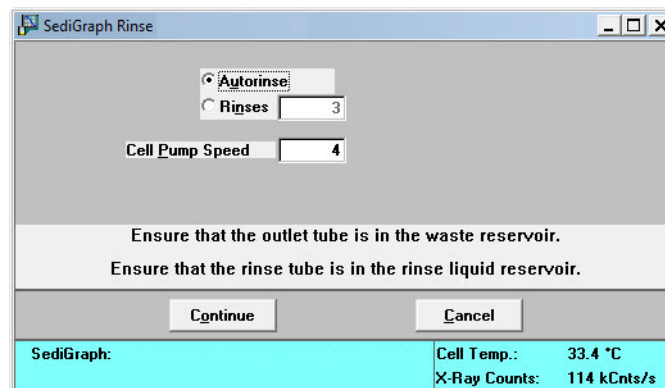 SediGraph Rinse
Autorinse
Rinses 3
Cell Pump Speed 4
Ensure that the outlet tube is in the waste reservoir.
Ensure that the rinse tube is in the rinse liquid reservoir.
Continue Cancel
SediGraph: Cell Temp.: 33.4 °C
X-Ray Counts: 114 kCnts/s